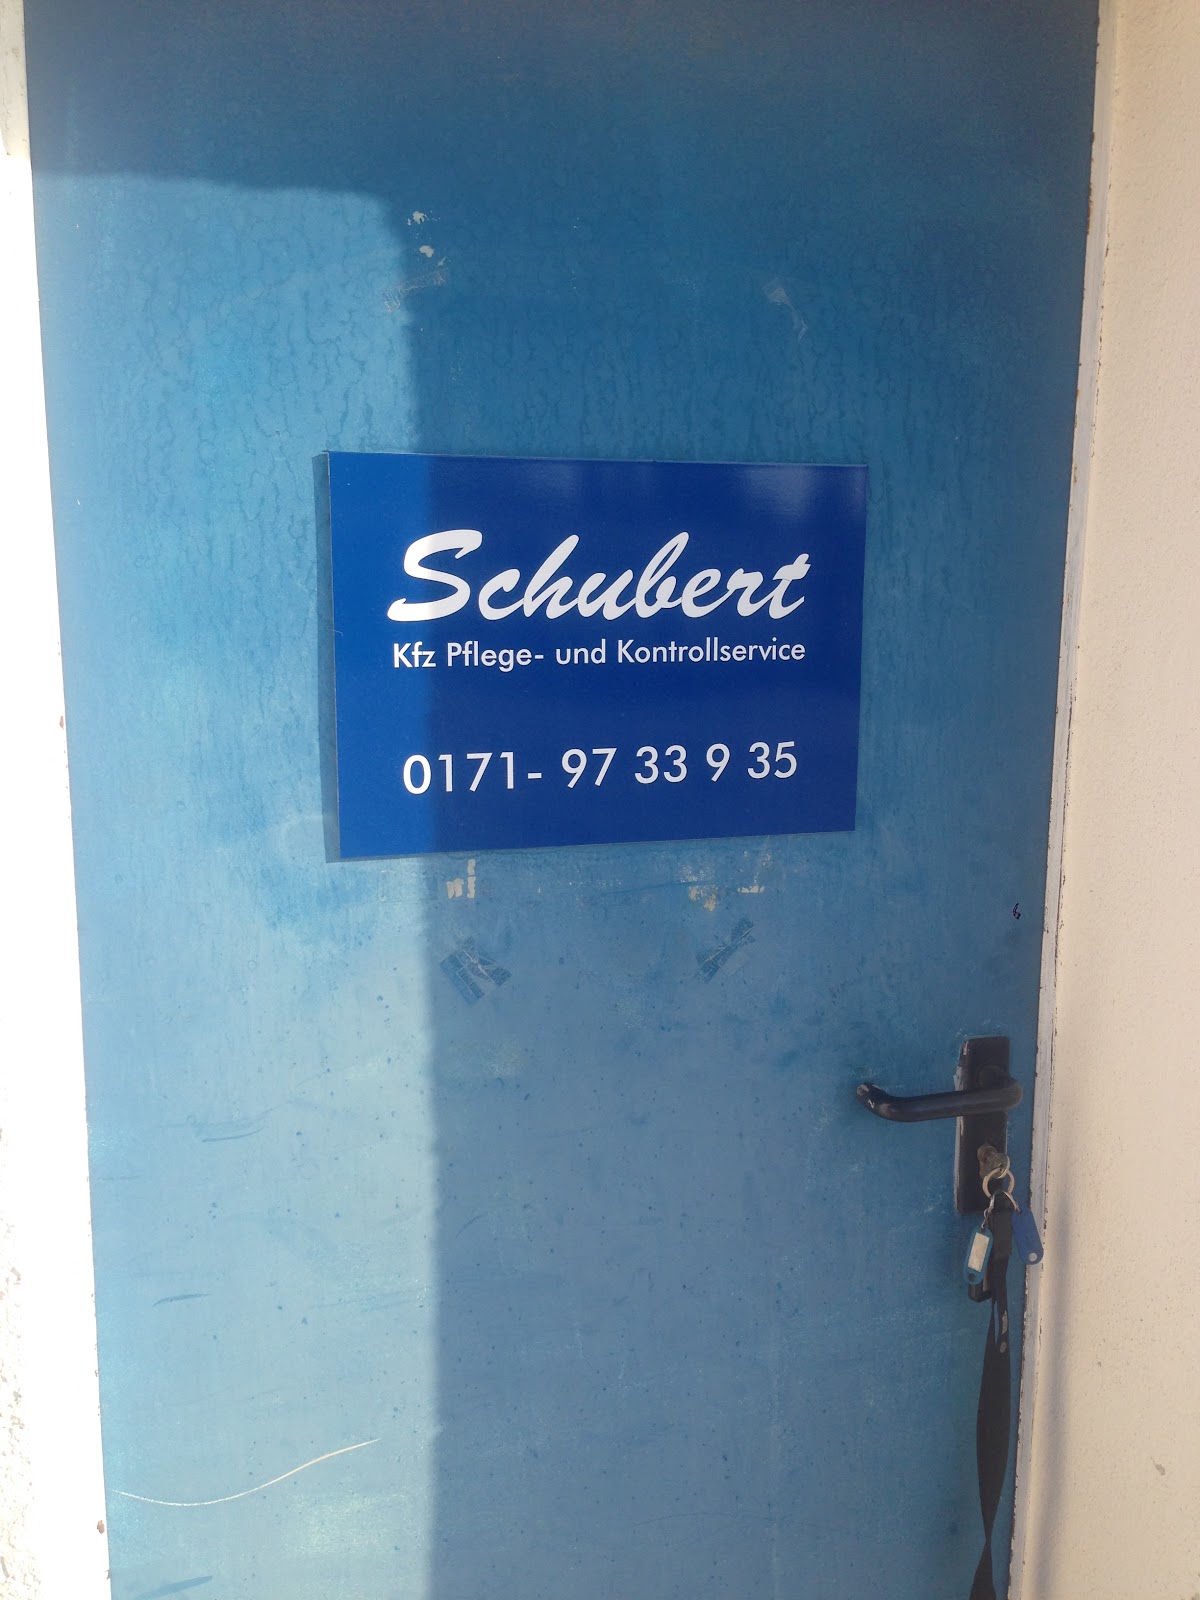 Schubert
Kfz Pflege- und Kontrollservice
0171- 97 33 9 35